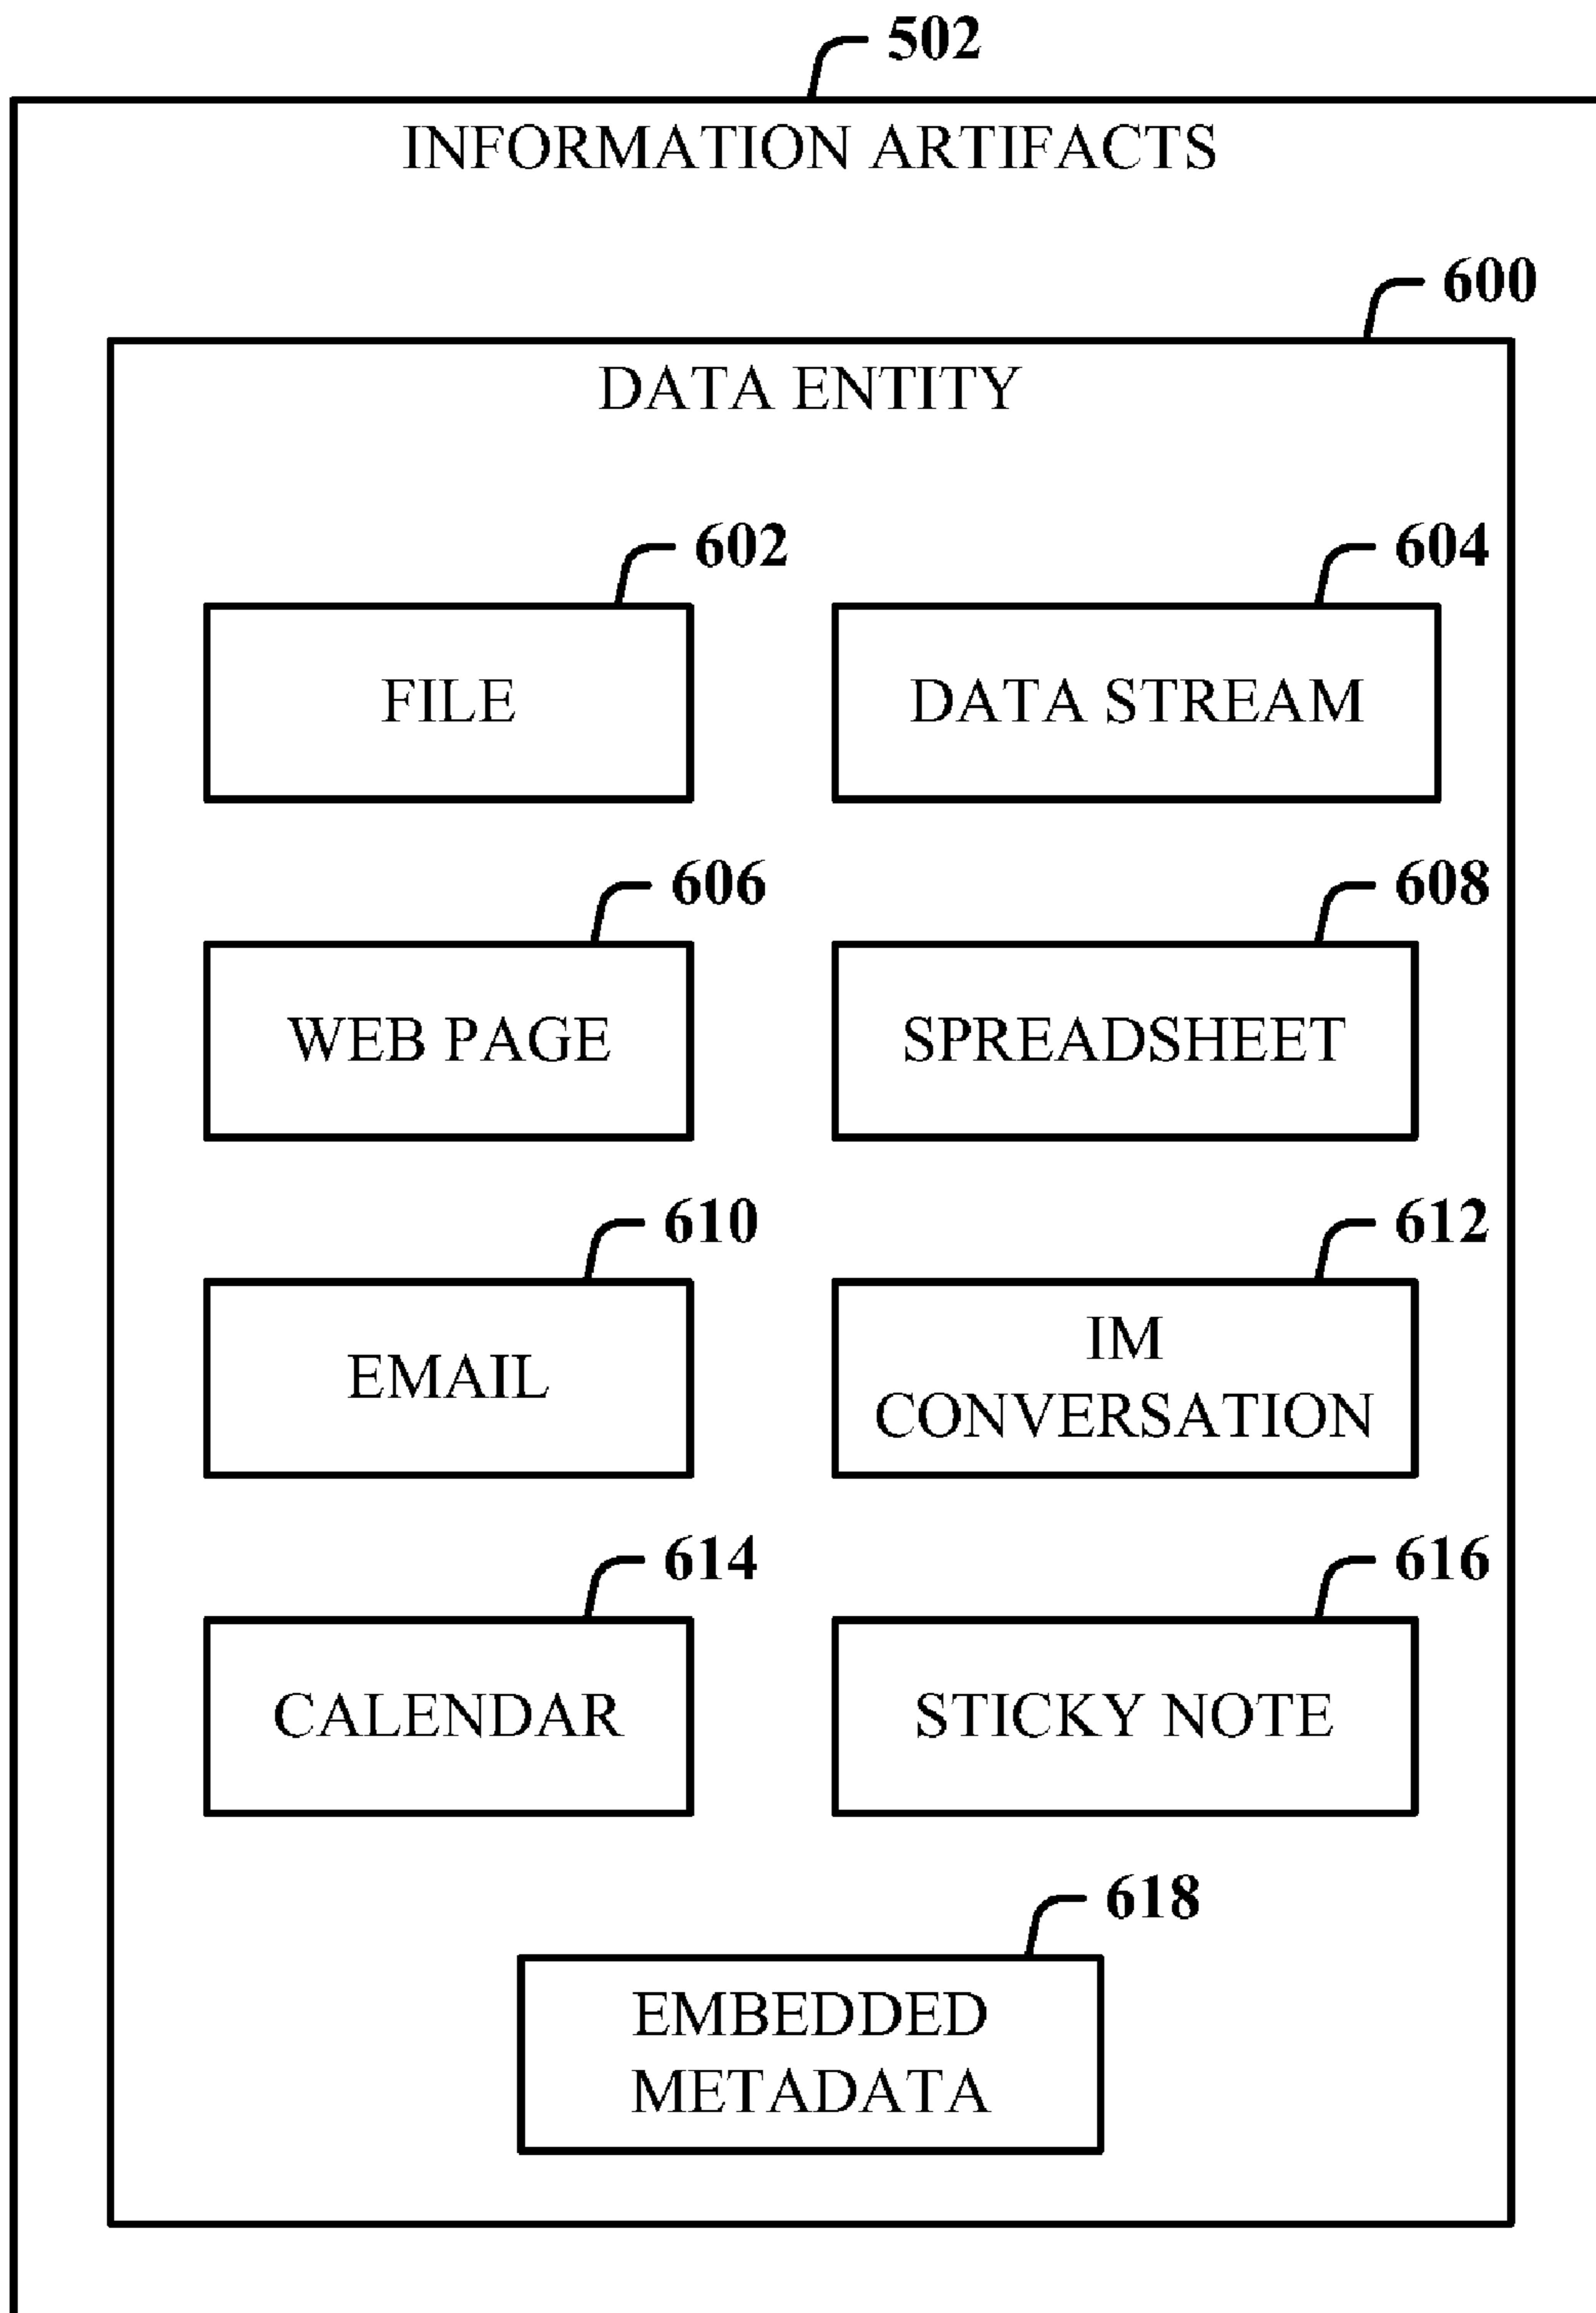 502
INFORMATION ARTIFACTS
600
DATA ENTITY
602
604
FILE
DATA STREAM
606
608
WEB PAGE
SPREADSHEET
610
612
EMAIL
IM
CONVERSATION
614
616
CALENDAR
STICKY NOTE
618
EMBEDDED
METADATA